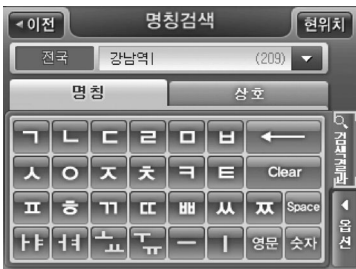 이전 명칭검색 현위치
전국 강남역 (209)
명칭 상호
ㄱ ㄴ ㄷ ㄹ ㅁ ㅂ
ㅅ ㅇ ㅈ ㅊ ㅋ ㅌ Clear
ㅍ ㅎ ㄲ ㄸ ㅃ ㅆ ㅉ Space
ㅏㅑ ㅓㅕ ㅗㅛ ㅜㅠ ㅡ ㅣ 영문 숫자
검색결과
옵션